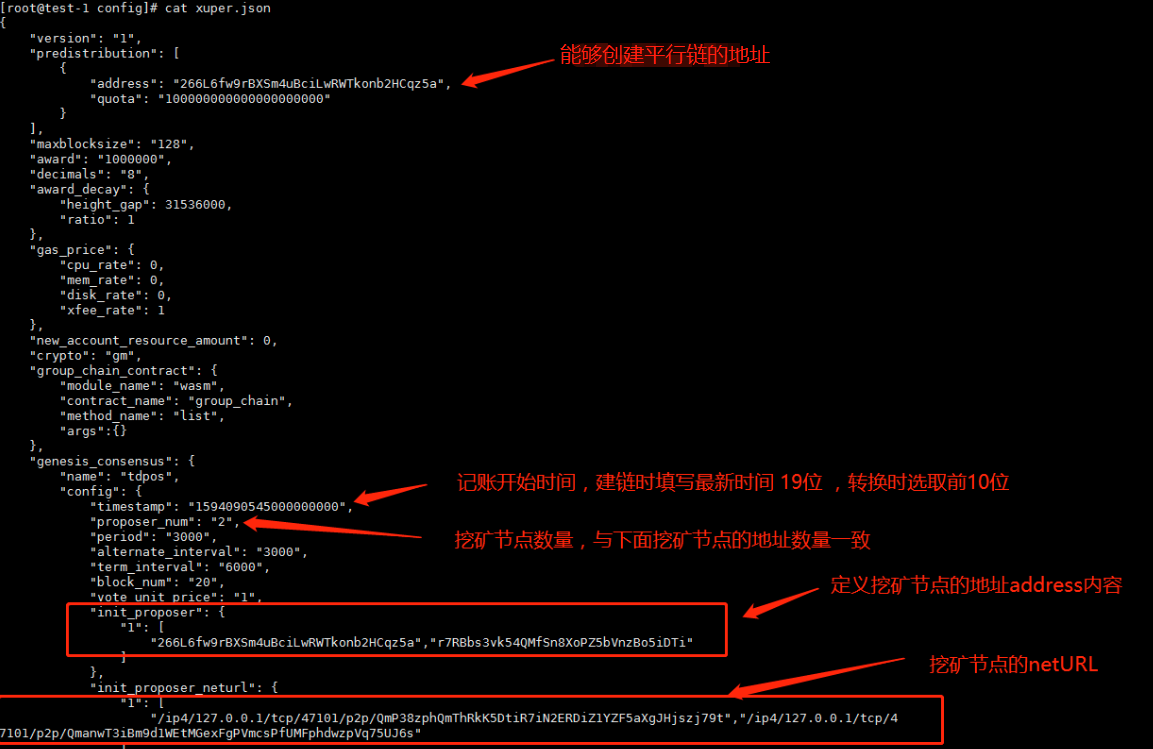 [root@test-1 config]# cat xuper.json
{
"version": "1",
"predistribution": [
能够创建平行链的地址
{
"address": "266L6fw9rBXSm4uBciLwRWTkonb2HCqz5a",
"quota": "100000000000000000000"
}
],
"maxblocksize": "128",
"award": "1000000",
"decimals": "8",
"award_decay": {
"height_gap": 31536000,
"ratio": 1
},
"gas_price": {
"cpu_rate": 0,
"mem_rate": 0,
"disk_rate": 0,
"xfee_rate": 1
},
"new_account_resource_amount": 0,
"crypto": "gm",
"group_chain_contract": {
"module_name": "wasm",
"contract_name": "group_chain",
"method_name": "list",
"args":{}
},
"genesis_consensus": {
"name": "tdpos",
"config": {
记账开始时间，建链时填写最新时间 19位 ，转换时选取前10位
"timestamp": "1594090545000000000",
"proposer_num": "2",
"period": "3000",
挖矿节点数量，与下面挖矿节点的地址数量一致
"alternate_interval": "3000",
"term_interval": "6000",
"block_num": "20",
定义挖矿节点的地址address内容
"vote_unit_price": "1",
"init_proposer": {
"1": [
"266L6fw9rBXSm4uBciLwRWTkonb2HCqz5a","r7RBbs3vk54QMfSn8XoPZ5bVnzBo5iDTi"
]
},
挖矿节点的netURL
"init_proposer_neturl": {
"1": [
"/ip4/127.0.0.1/tcp/47101/p2p/QmP38zphQmThRkK5DtiR7iN2ERDiZ1YZF5aXgJHjszj79t","/ip4/127.0.0.1/tcp/4
7101/p2p/QmanwT3iBm9d1WEtMGexFgPVmcsPfUMFphdwzpVq75UJ6s"